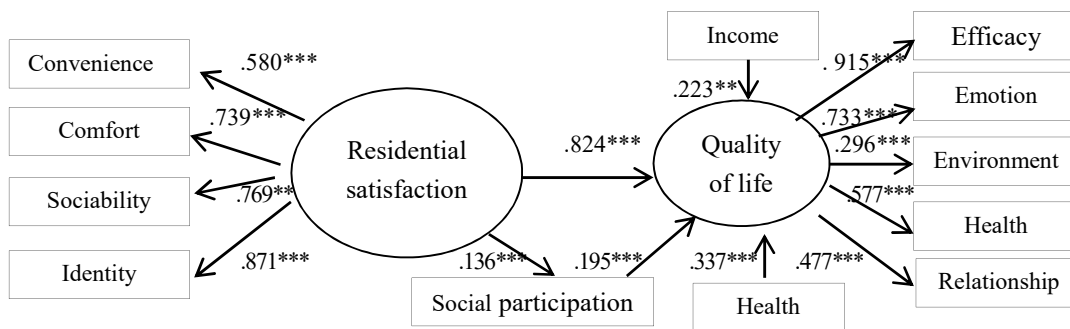 Income
Efficacy
Convenience
.580***
. 915***
.223**
Emotion
Comfort
.739***
.733***
Residential
satisfaction
.824***
Quality
of life
.296***
Environment
Sociability
.769**
.577***
Health
Identity
.871***
.136***
.195***
.337***
.477***
Relationship
Social participation
Health